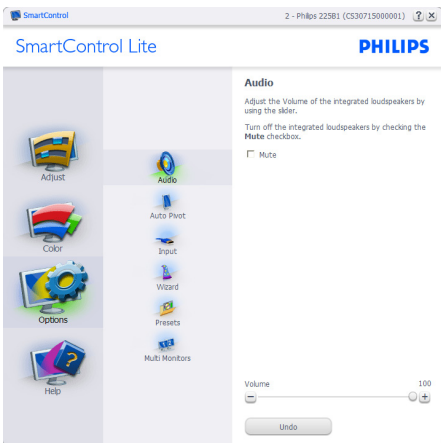 SmartControl
2 - Philips 225B1 (CS30715000001)
SmartControl Lite
PHILIPS
Adjust
Color
Options
Help
Audio
Auto Pivot
Input
Wizard
Presets
Multi Monitors
Audio
Adjust the Volume of the integrated loudspeakers by
using the slider.
Turn off the integrated loudspeakers by checking the
Mute checkbox.
Mute
Volume
100
Undo